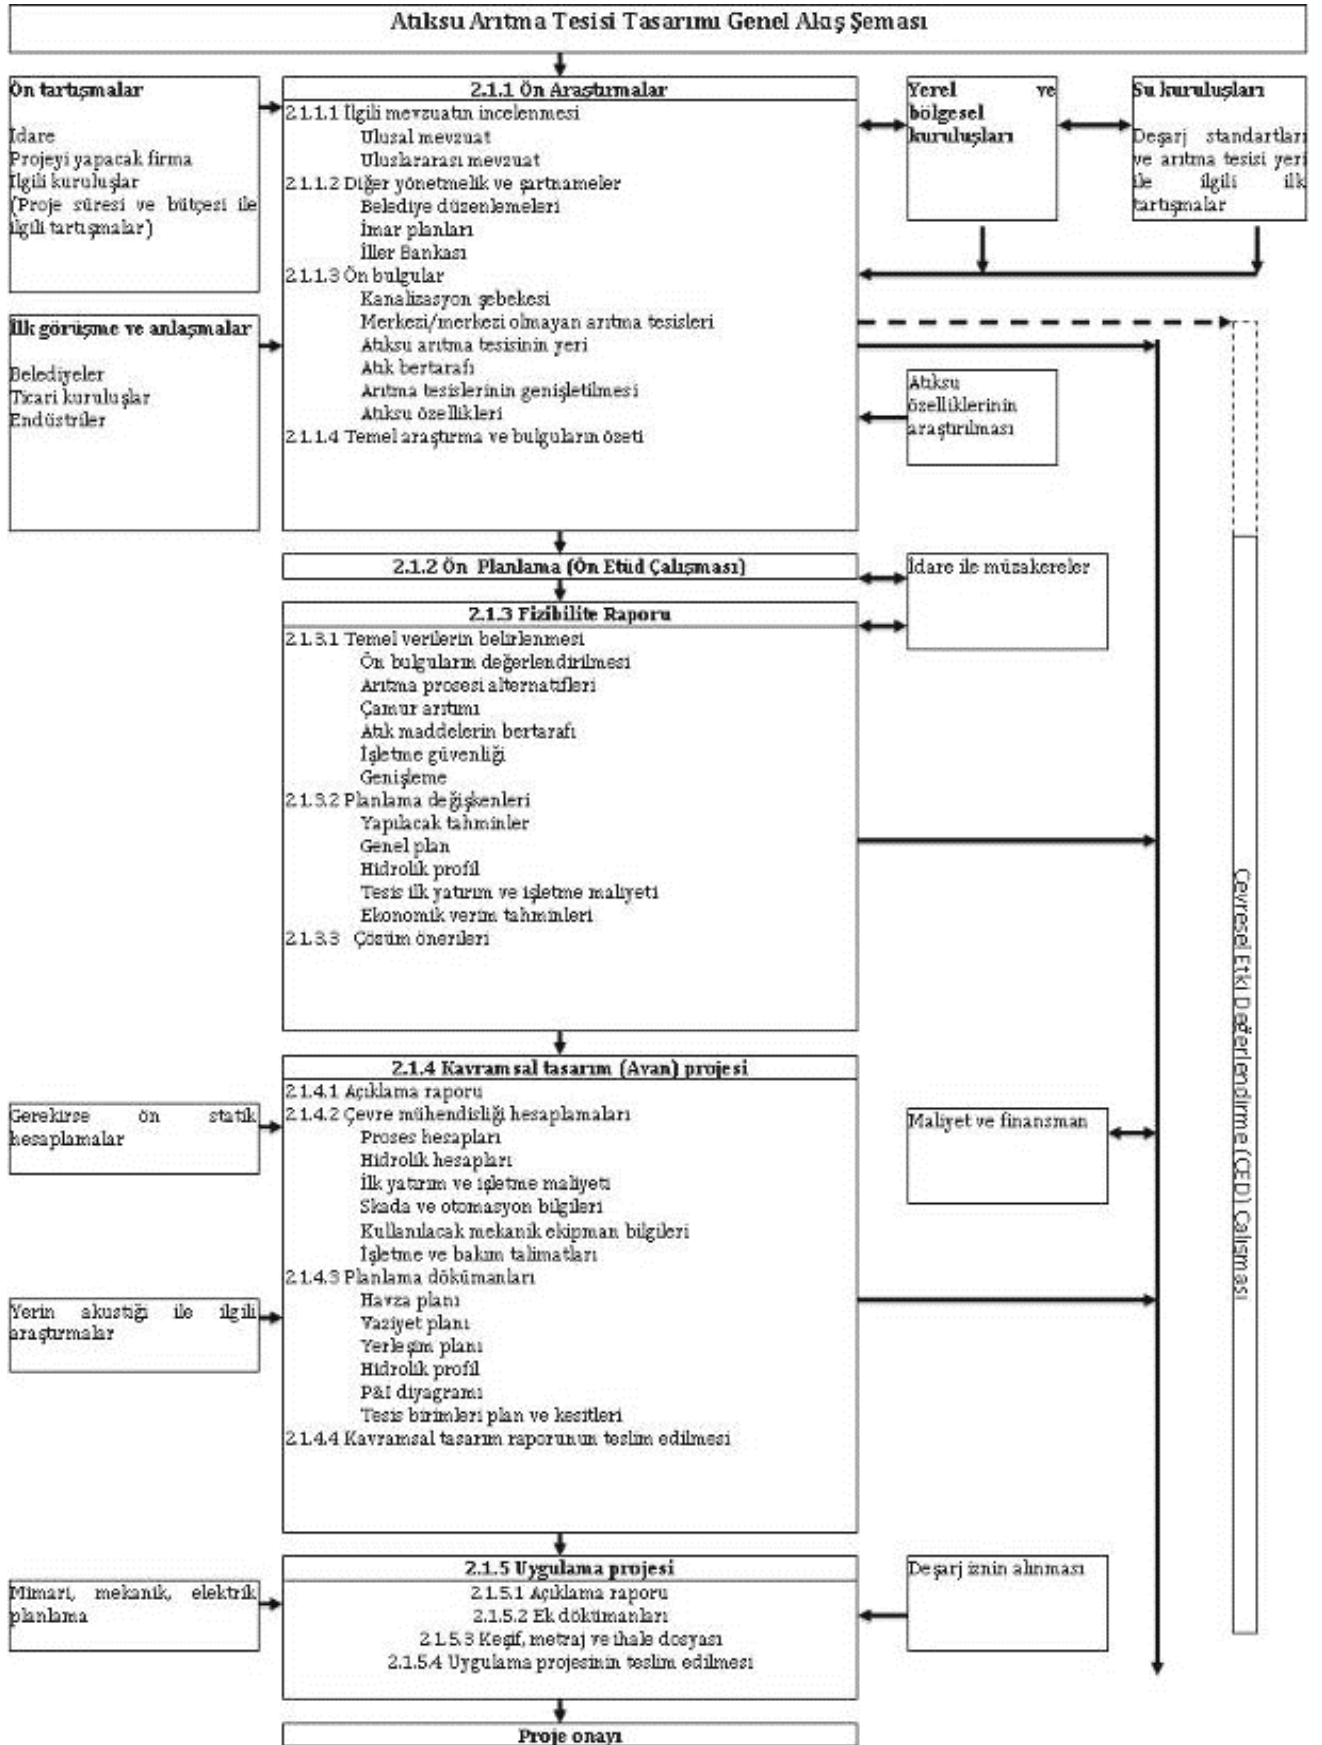 Atıksu Arıtma Tesisi Tasarımı Genel Akış Şeması
Ön tartışmalar
İdare
Projeyi yapacak firma
İlgili kuruluşlar
(Proje süresi ve bütçesi ile
ilgili tartışmalar)
İlk görüşme ve anlaşmalar
Belediyeler
Ticari kuruluşlar
Endüstriler
2.1.1 Ön Araştırmalar
2.1.1.1 İlgili mevzuatın incelenmesi
Ulusal mevzuat
Uluslararası mevzuat
2.1.1.2 Diğer yönetmelik ve şartnameler
Belediye düzenlemeleri
İmar planları
İller Bankası
2.1.1.3 Ön bulgular
Kanalizasyon şebekesi
Merkezi/merkezi olmayan arıtma tesisleri
Atıksu arıtma tesisinin yeri
Atık bertarafı
Arıtma tesislerinin genişletilmesi
Atıksu özellikleri
2.1.1.4 Temel araştırma ve bulguların özeti
Yerel ve
bölgesel
kuruluşları
Su kuruluşları
Deşarj standartları
ve arıtma tesisi yeri
ile ilgili ilk
tartışmalar
Atıksu
özelliklerinin
araştırılması
2.1.2 Ön Planlama (Ön Etüd Çalışması)
İdare ile müzakereler
2.1.3 Fizibilite Raporu
2.1.3.1 Temel verilerin belirlenmesi
Ön bulguların değerlendirilmesi
Arıtma prosesi alternatifleri
Çamur arıtımı
Atık maddelerin bertarafı
İşletme güvenliği
Genişleme
2.1.3.2 Planlama değişkenleri
Yapılacak tahminler
Genel plan
Hidrolik profil
Tesis ilk yatırım ve işletme maliyeti
Ekonomik verim tahminleri
2.1.3.3 Çösüm önerileri
Çevresel Etki Değerlendirme (ÇED) Çalışması
2.1.4 Kavramsal tasarım (Avan) projesi
2.1.4.1 Açıklama raporu
2.1.4.2 Çevre mühendisliği hesaplamaları
Proses hesapları
Hidrolik hesapları
İlk yatırım ve işletme maliyeti
Skada ve otomasyon bilgileri
Kullanılacak mekanik ekipman bilgileri
İşletme ve bakım talimatları
2.1.4.3 Planlama dökümanları
Havza planı
Vaziyet planı
Yerleşim planı
Hidrolik profil
P&I diyagramı
Tesis birimleri plan ve kesitleri
2.1.4.4 Kavramsal tasarım raporunun teslim edilmesi
Gerekirse ön statik
hesaplamalar
Yerin akustiği ile ilgili
araştırmalar
Maliyet ve finansman
2.1.5 Uygulama projesi
2.1.5.1 Açıklama raporu
2.1.5.2 Ek dökümanları
2.1.5.3 Keşif, metraj ve ihale dosyası
2.1.5.4 Uygulama projesinin teslim edilmesi
Mimari, mekanik, elektrik
planlama
Deşarj iznin alınması
Proje onayı